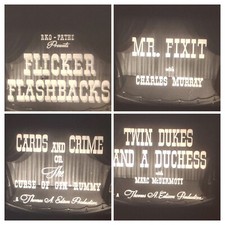 RKO-PATHE
Presents
FLICKER
FLASHBACKS
MR. FIXIT
with
CHARLES MURRAY
CARDS AND CRIME
OR
The
CURSE OF GIN-RUMMY
A Thomas A. Edison Production
TWIN DUKES
AND A DUCHESS
with
MARC McDERMOTT
A Thomas A. Edison Production